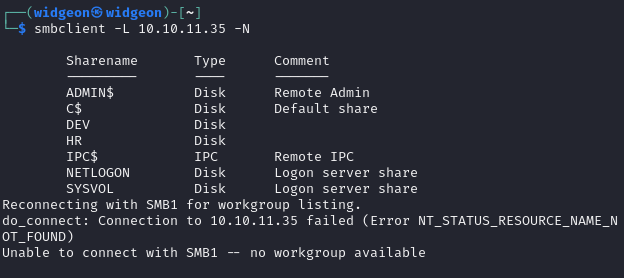 ┌──(widgeon㉿widgeon)-[~]
└─$ smbclient -L 10.10.11.35 -N
Sharename       Type      Comment
---------       ----      -------
ADMIN$          Disk      Remote Admin
C$              Disk      Default share
DEV             Disk
HR              Disk
IPC$            IPC       Remote IPC
NETLOGON        Disk      Logon server share
SYSVOL          Disk      Logon server share
Reconnecting with SMB1 for workgroup listing.
do_connect: Connection to 10.10.11.35 failed (Error NT_STATUS_RESOURCE_NAME_N
OT_FOUND)
Unable to connect with SMB1 -- no workgroup available